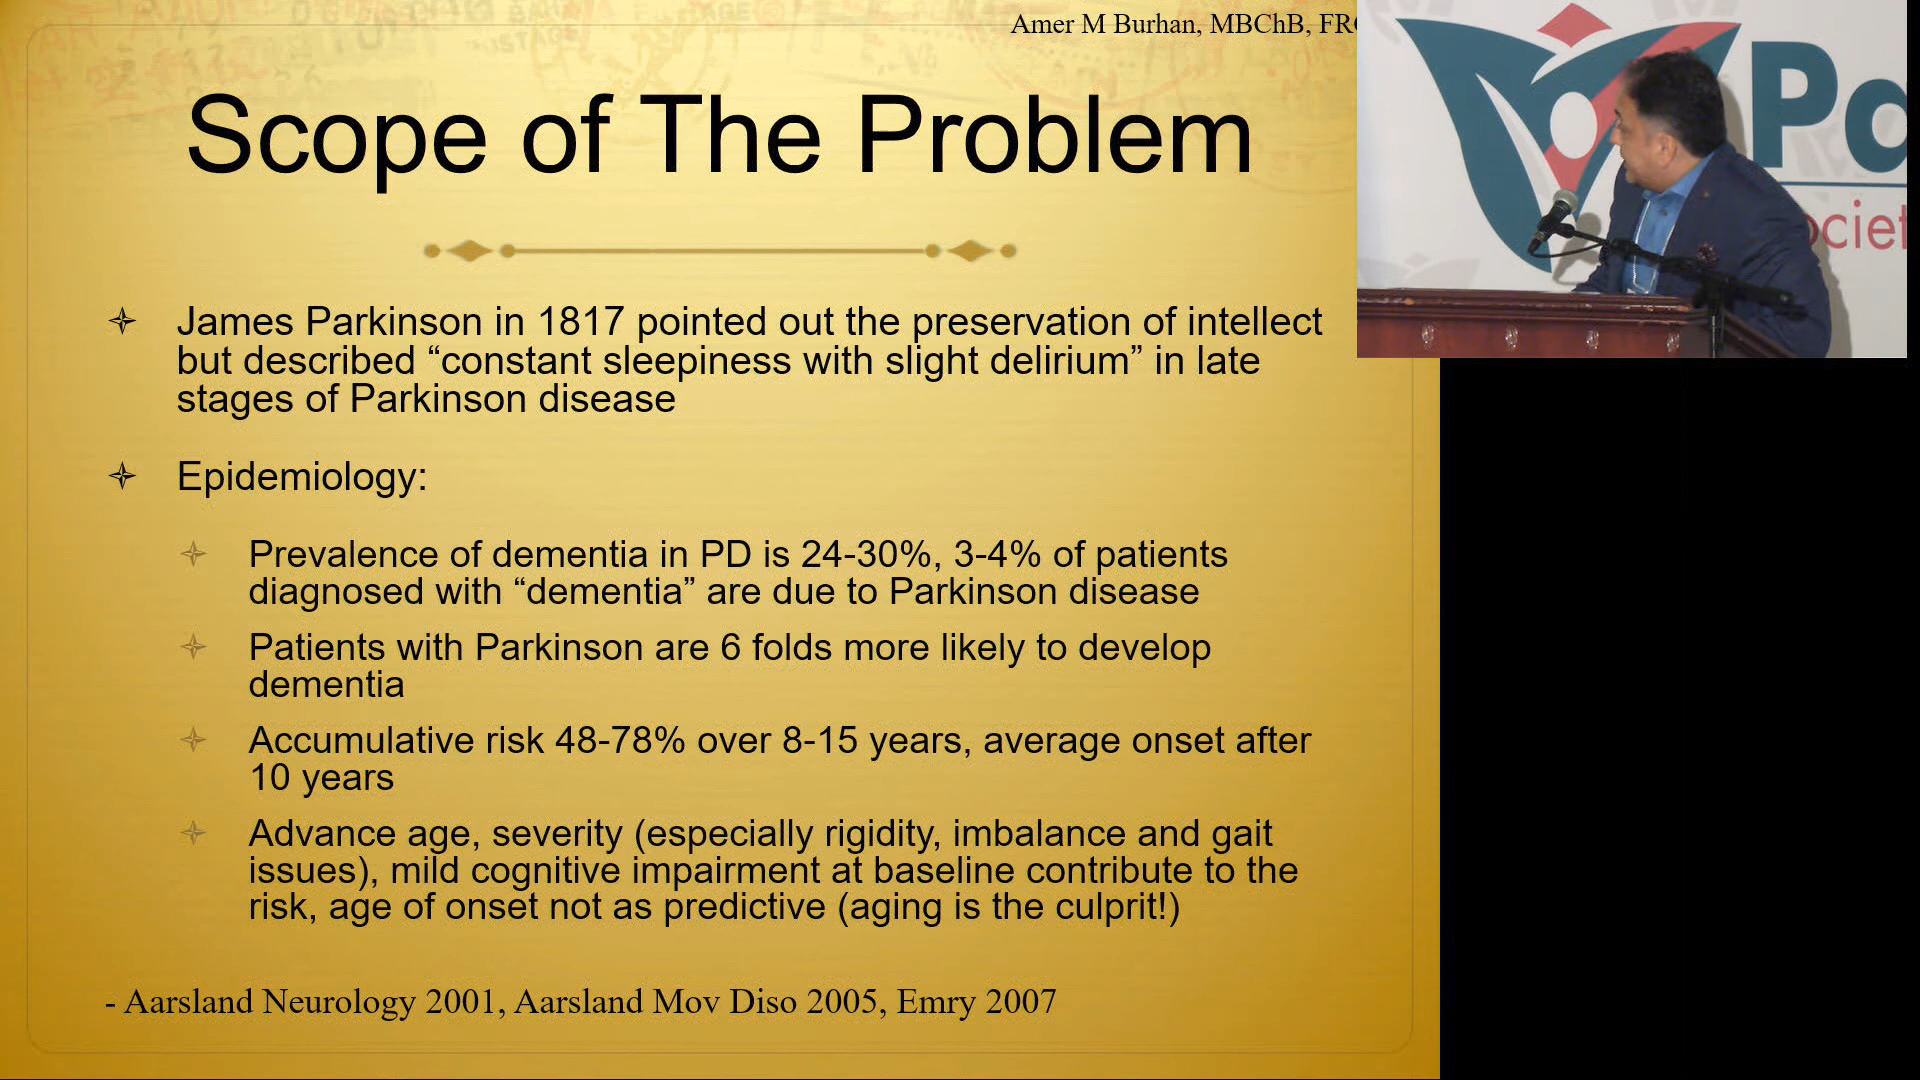 Amer M Burhan, MBChB,
Scope of The Problem
James Parkinson in 1817 pointed out the preservation of intellect
but described “constant sleepiness with slight delirium” in late
stages of Parkinson disease
Epidemiology:
Prevalence of dementia in PD is 24-30%, 3-4% of patients
diagnosed with “dementia” are due to Parkinson disease
Patients with Parkinson are 6 folds more likely to develop
dementia
Accumulative risk 48-78% over 8-15 years, average onset after
10 years
Advance age, severity (especially rigidity, imbalance and gait
issues), mild cognitive impairment at baseline contribute to the
risk, age of onset not as predictive (aging is the culprit!)
- Aarsland Neurology 2001, Aarsland Mov Diso 2005, Emry 2007